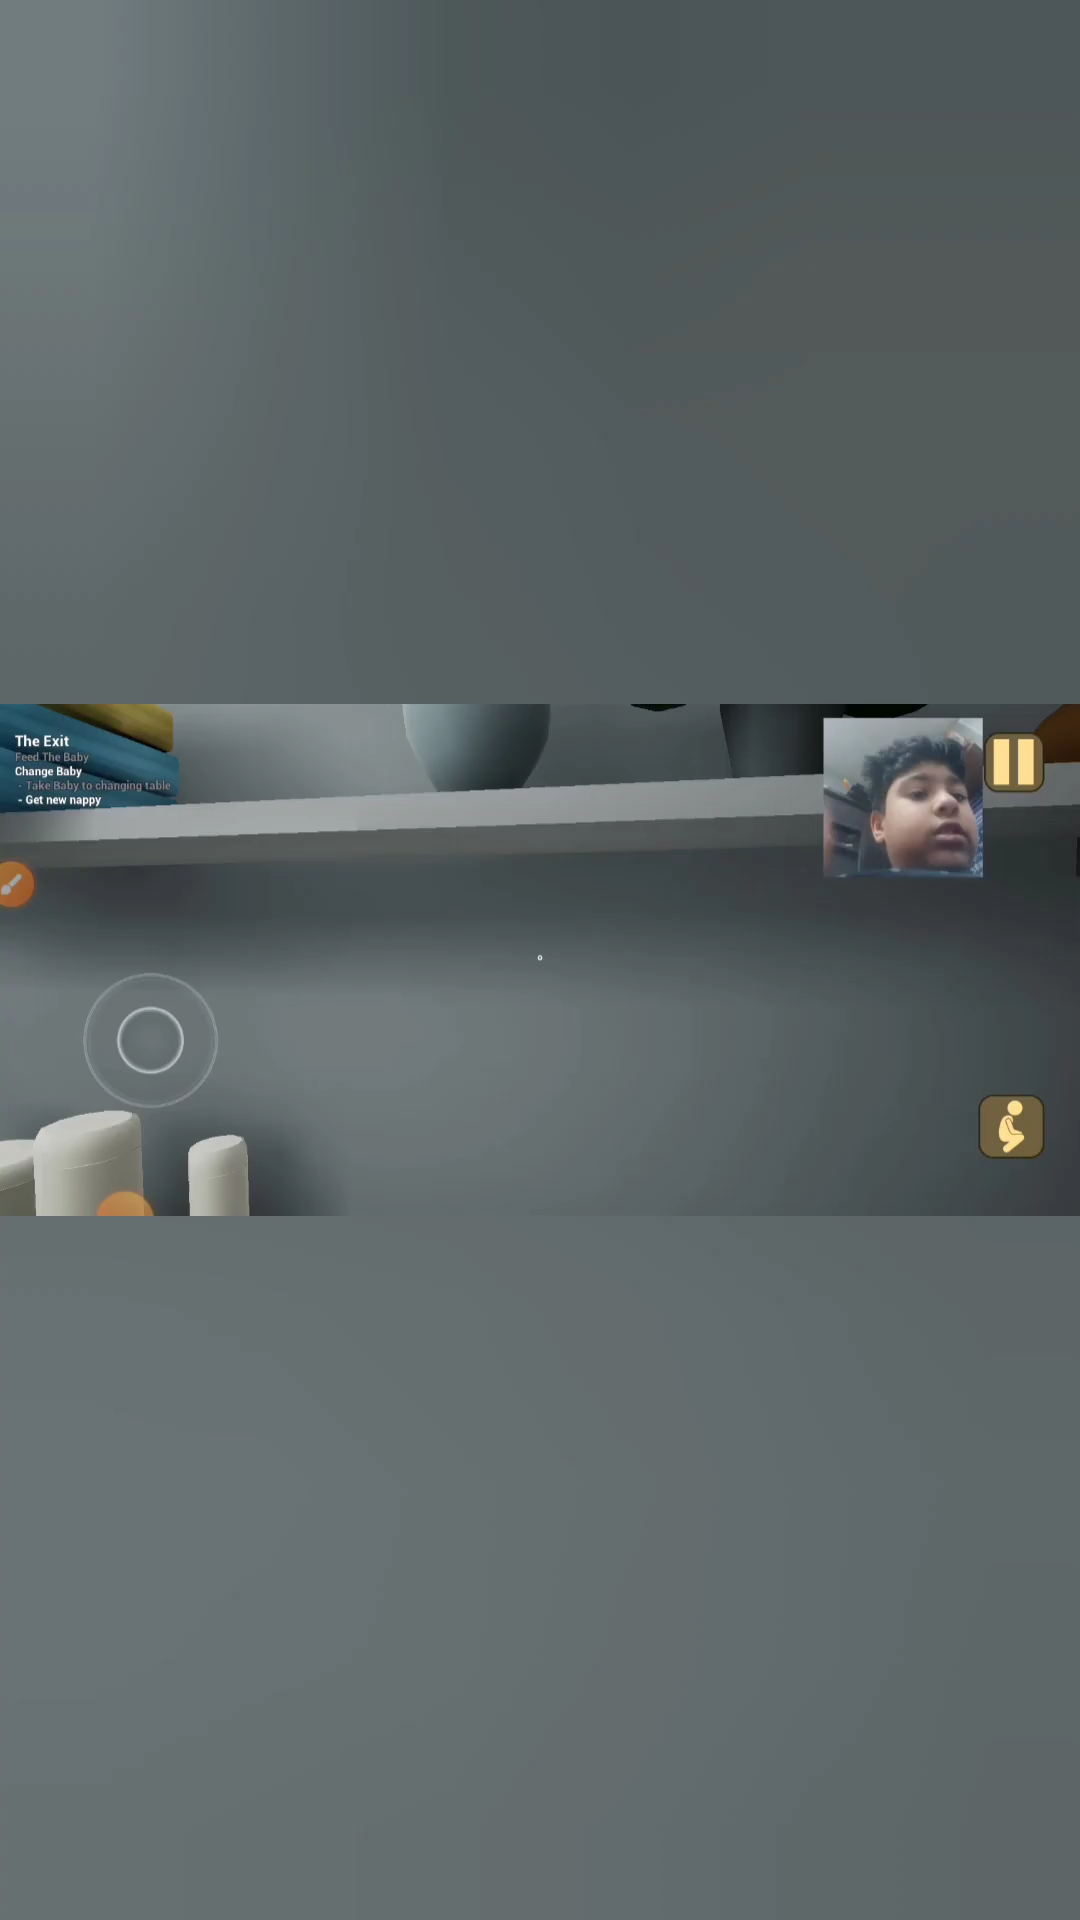 The Exit
Feed The Baby
Change Baby
- Take Baby to changing table
- Get new nappy